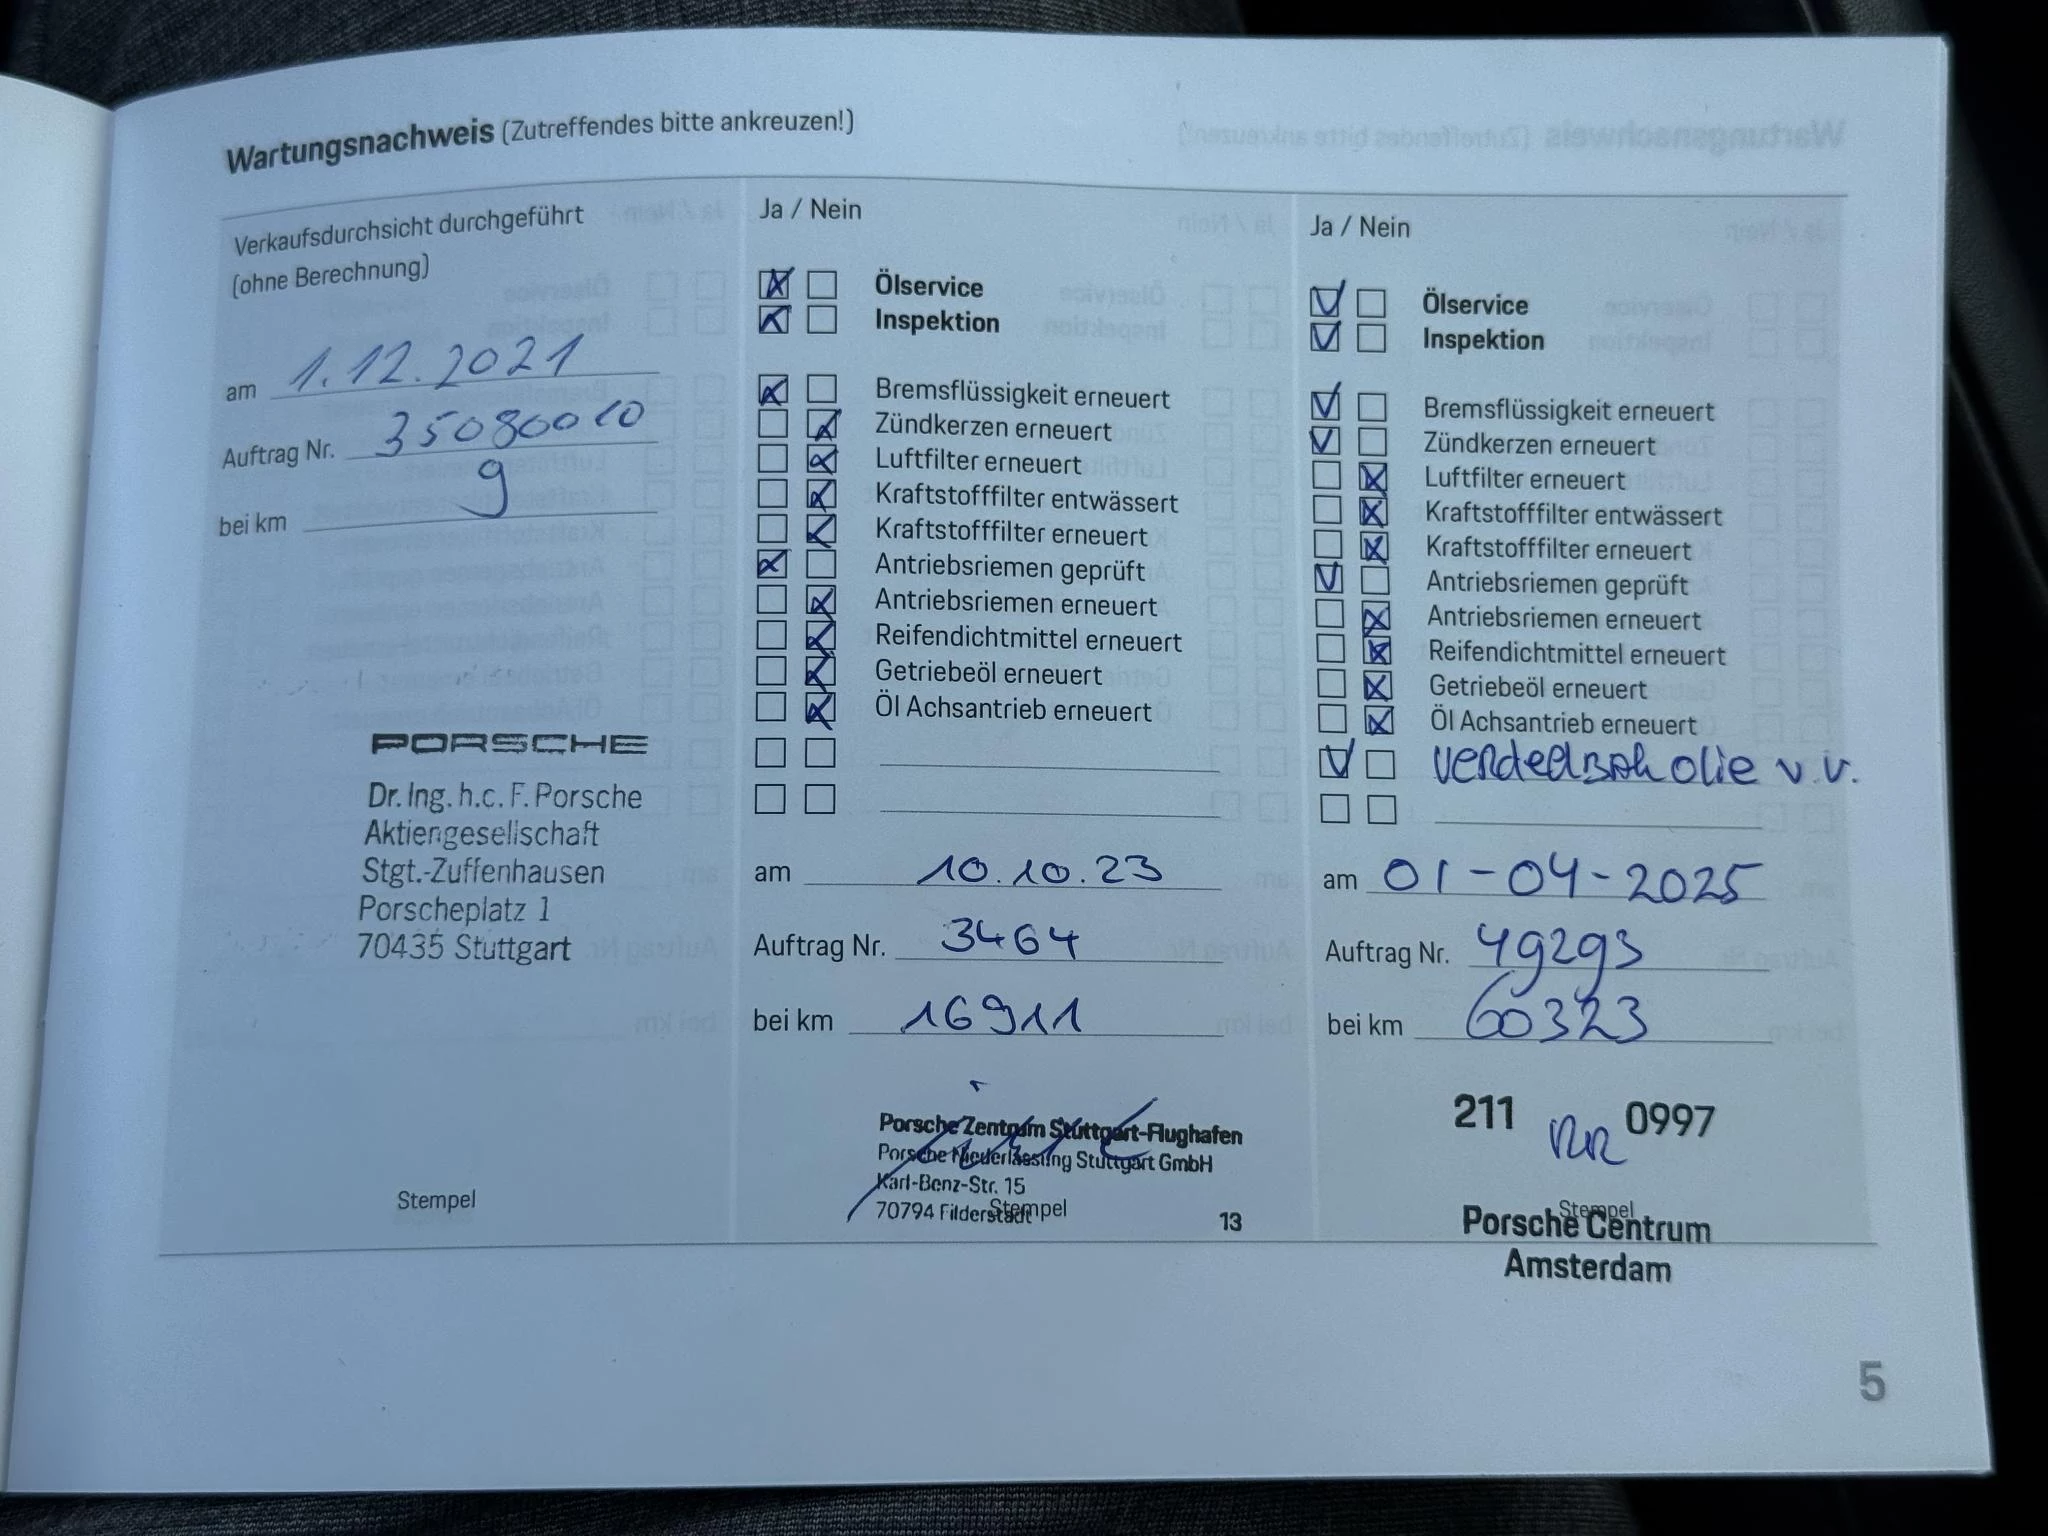 Wartungsnachweis (Zutreffendes bitte ankreuzen!)
Verkaufsdurchsicht durchgeführt
(ohne Berechnung)
am 1.12.2021
Auftrag Nr. 35080010
bei km 9
PORSCHE
Dr. Ing. h.c. F. Porsche
Aktiengesellschaft
Stgt.-Zuffenhausen
Porscheplatz 1
70435 Stuttgart
Stempel
Ja / Nein
Ölservice
Inspektion
Bremsflüssigkeit erneuert
Zündkerzen erneuert
Luftfilter erneuert
Kraftstofffilter entwässert
Kraftstofffilter erneuert
Antriebsriemen geprüft
Antriebsriemen erneuert
Reifendichtmittel erneuert
Getriebeöl erneuert
Öl Achsantrieb erneuert
am 10.10.23
Auftrag Nr. 3464
bei km 16911
Porsche Zentrum Stuttgart-Flughafen
Porsche Niederlassung Stuttgart GmbH
Karl-Benz-Str. 15
70794 Filderstadt
Stempel
13
Ja / Nein
Ölservice
Inspektion
Bremsflüssigkeit erneuert
Zündkerzen erneuert
Luftfilter erneuert
Kraftstofffilter entwässert
Kraftstofffilter erneuert
Antriebsriemen geprüft
Antriebsriemen erneuert
Reifendichtmittel erneuert
Getriebeöl erneuert
Öl Achsantrieb erneuert
verdeelbak olie v.v.
am 01-04-2025
Auftrag Nr. 49293
bei km 60323
211 0997
Stempel
Porsche Centrum
Amsterdam
5